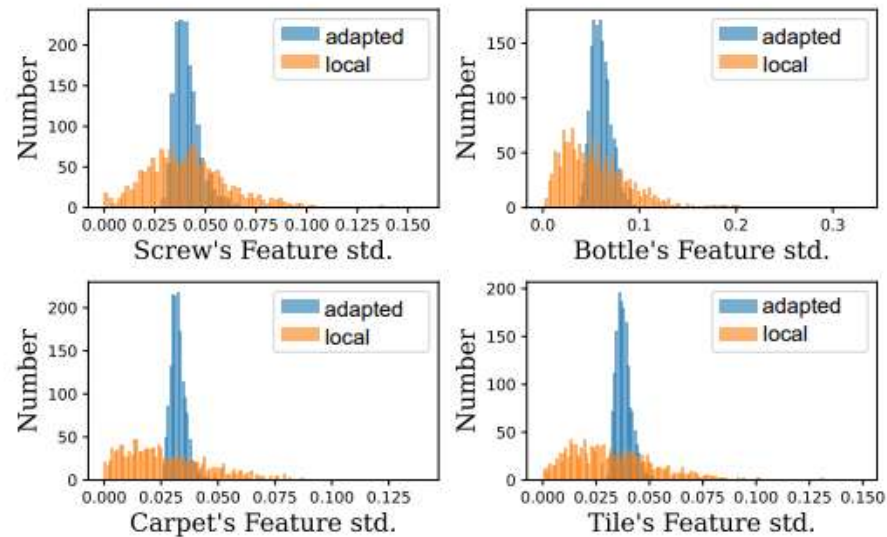 200
150
100
50
0
Number
adapted
local
0.000 0.025 0.050 0.075 0.100 0.125 0.150
Screw's Feature std.
150
100
50
0
Number
adapted
local
0.0 0.1 0.2 0.3
Bottle's Feature std.
200
150
100
50
0
Number
adapted
local
0.000 0.025 0.050 0.075 0.100 0.125
Carpet's Feature std.
200
150
100
50
0
Number
adapted
local
0.000 0.025 0.050 0.075 0.100 0.125 0.150
Tile's Feature std.